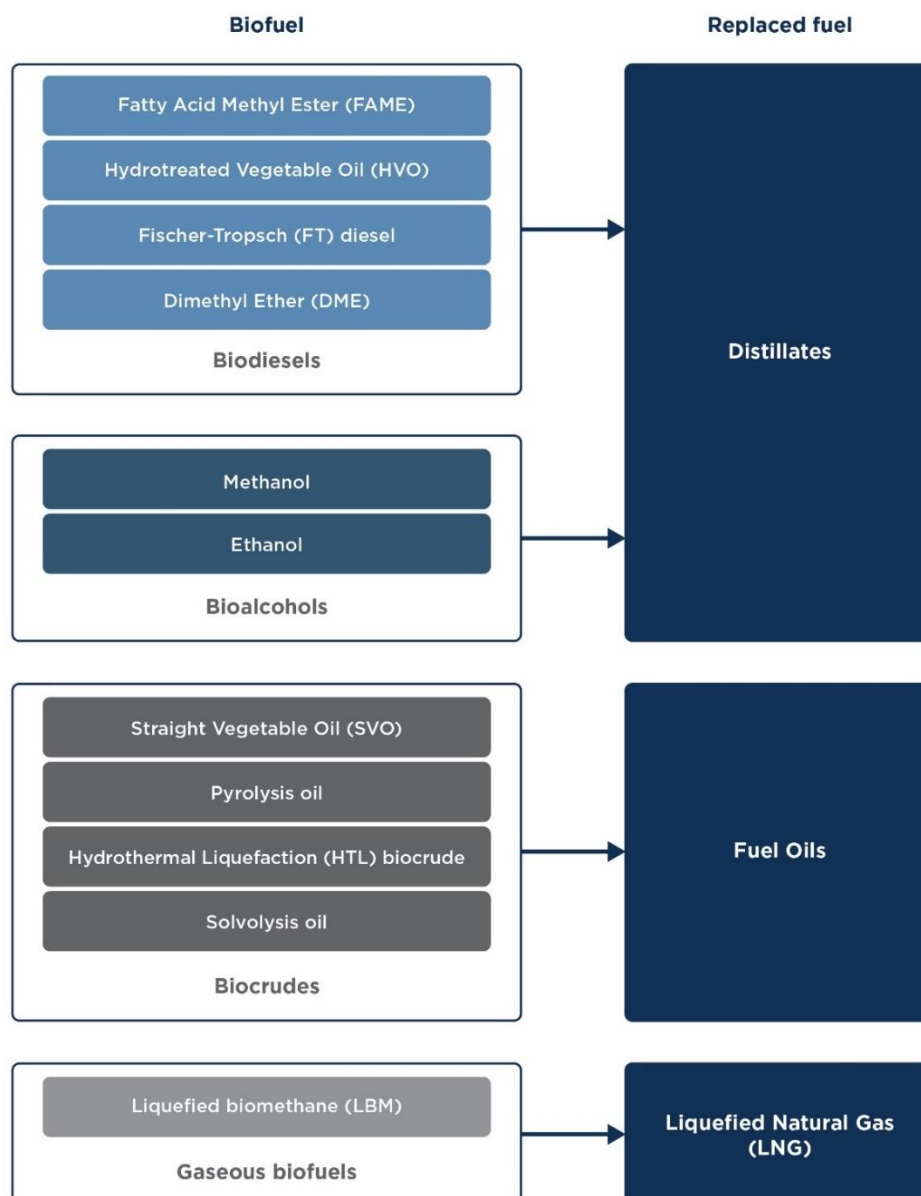 Biofuel
Replaced fuel
Fatty Acid Methyl Ester (FAME)
Hydrotreated Vegetable Oil (HVO)
Fischer-Tropsch (FT) diesel
Dimethyl Ether (DME)
Biodiesels
Distillates
Methanol
Ethanol
Bioalcohols
Straight Vegetable Oil (SVO)
Pyrolysis oil
Hydrothermal Liquefaction (HTL) biocrude
Solvolysis oil
Biocrudes
Fuel Oils
Liquefied biomethane (LBM)
Gaseous biofuels
Liquefied Natural Gas
(LNG)